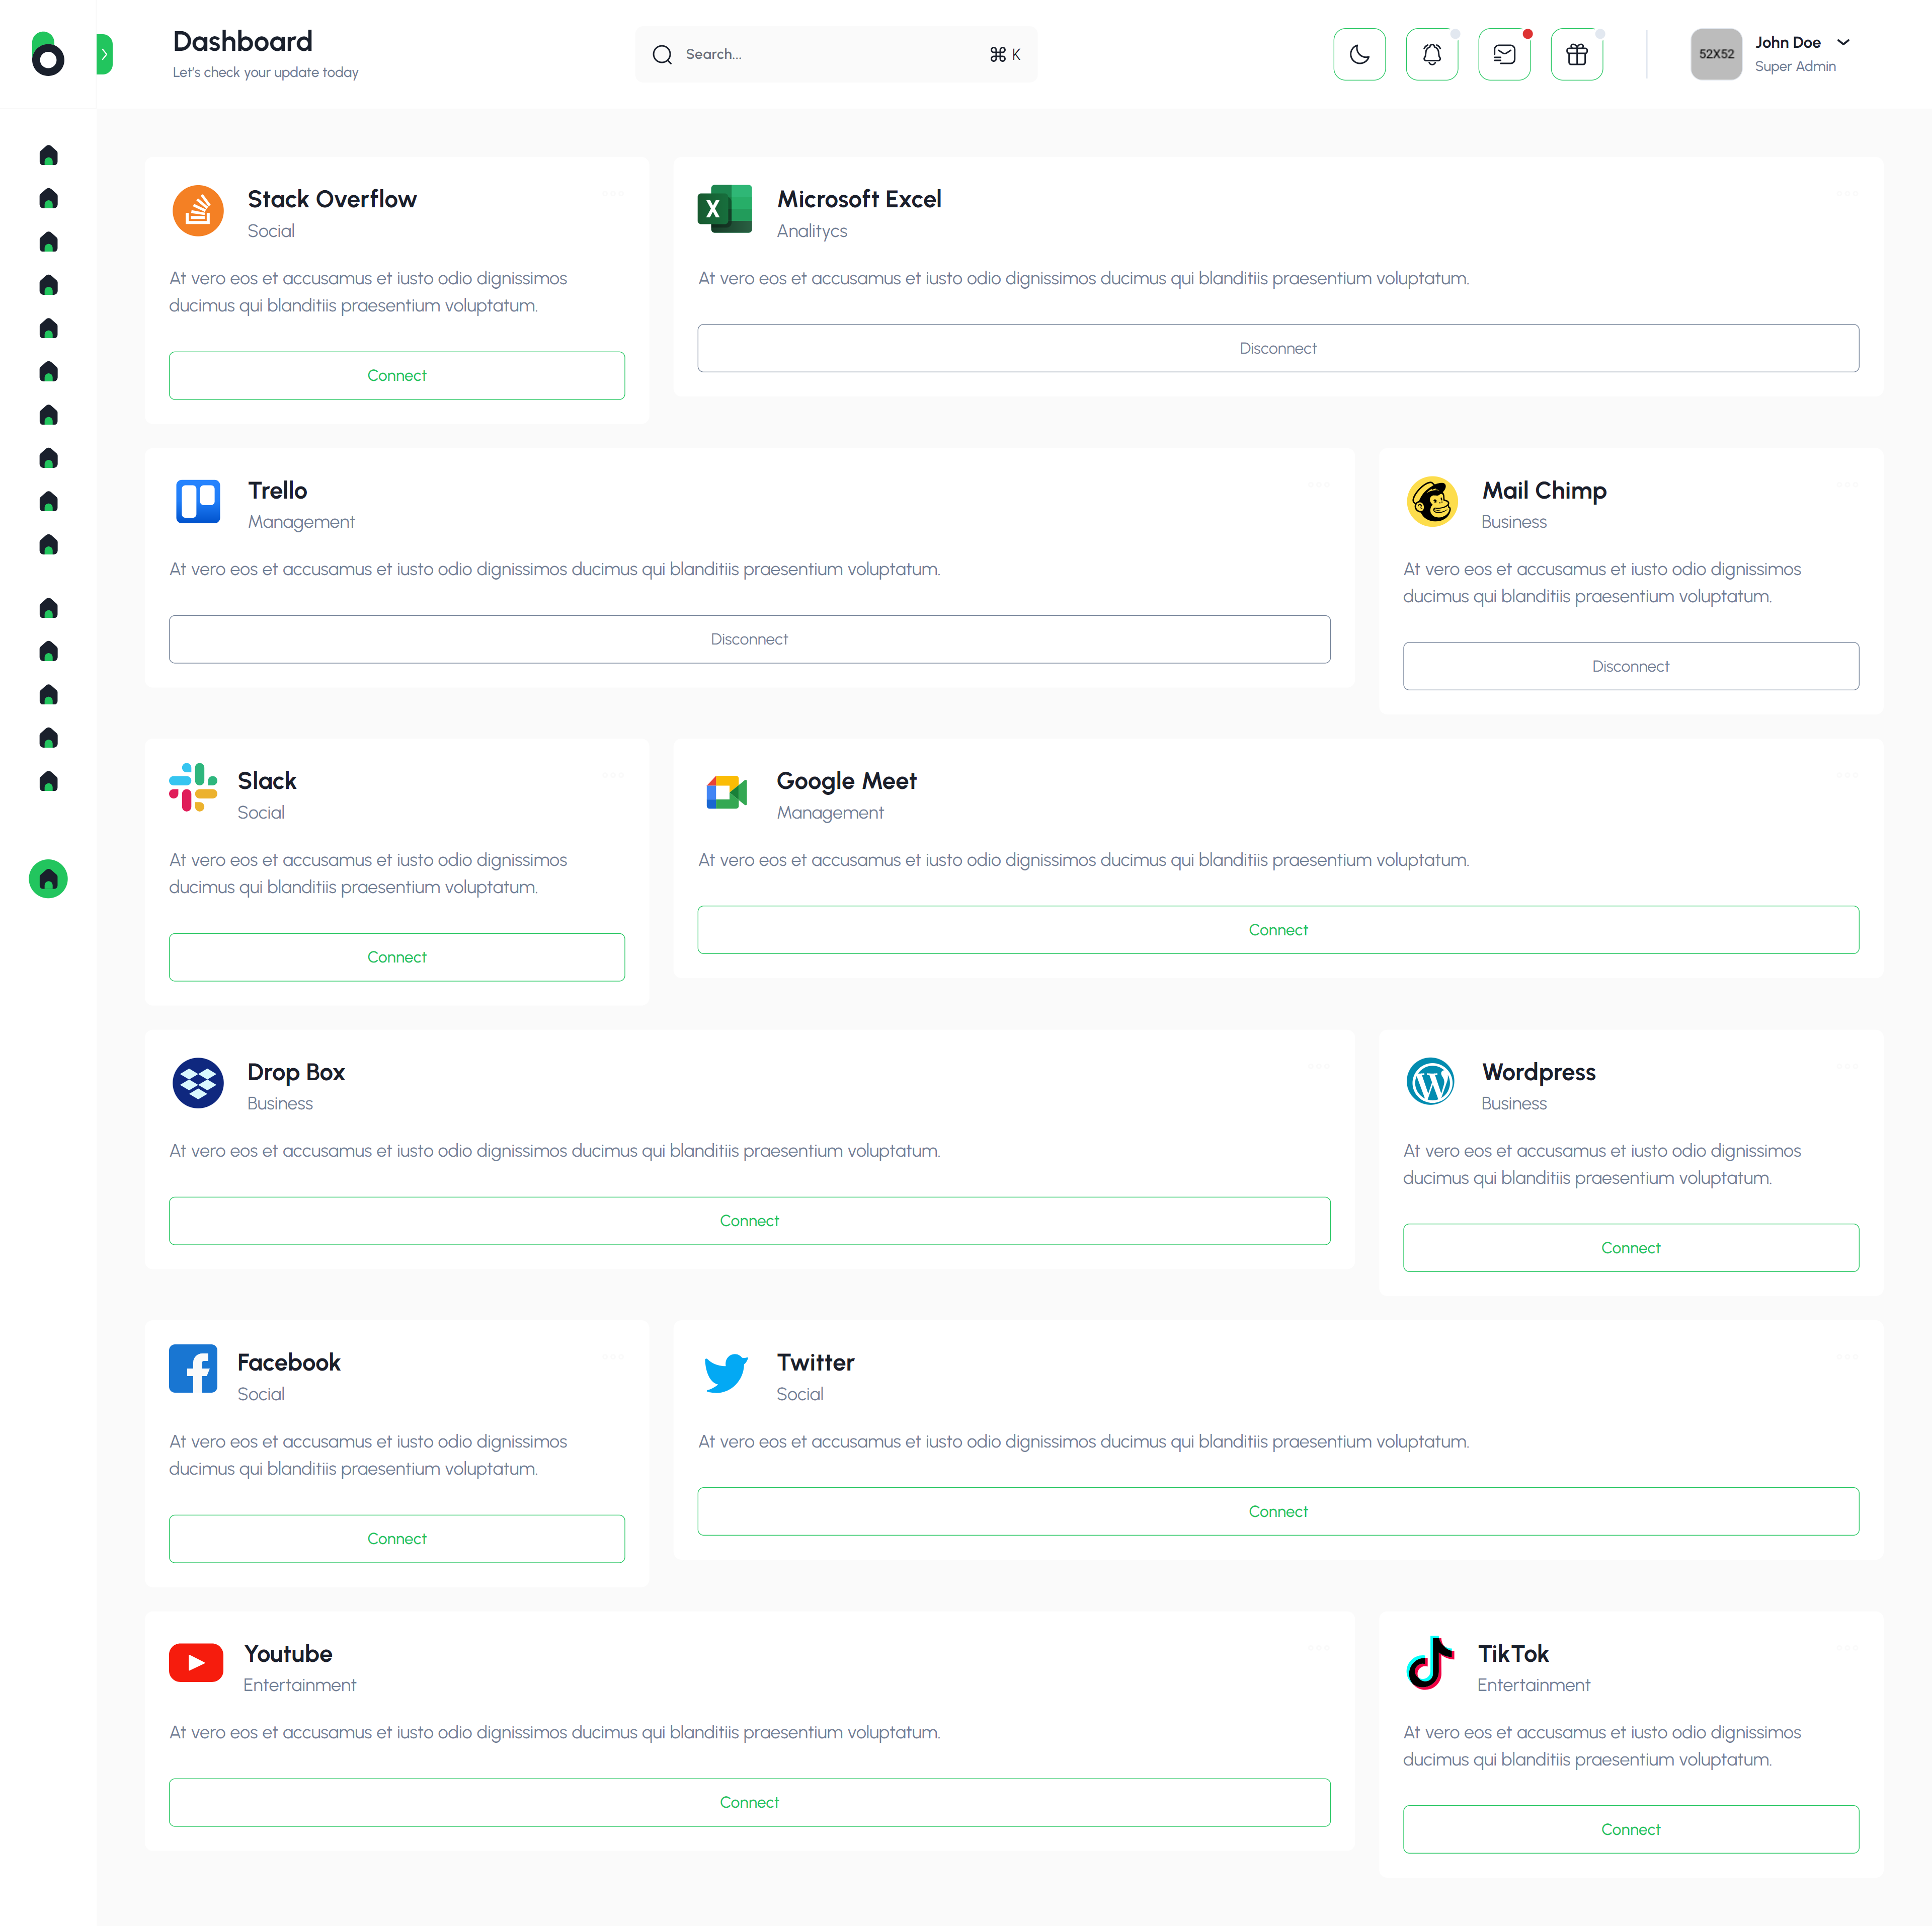 Dashboard
Let's check your update today
Search...
⌘ K
52X52
John Doe
Super Admin
Stack Overflow
Social
At vero eos et accusamus et iusto odio dignissimos
ducimus qui blanditiis praesentium voluptatum.
Connect
Microsoft Excel
Analitycs
At vero eos et accusamus et iusto odio dignissimos ducimus qui blanditiis praesentium voluptatum.
Disconnect
Trello
Management
At vero eos et accusamus et iusto odio dignissimos ducimus qui blanditiis praesentium voluptatum.
Disconnect
Mail Chimp
Business
At vero eos et accusamus et iusto odio dignissimos
ducimus qui blanditiis praesentium voluptatum.
Disconnect
Slack
Social
At vero eos et accusamus et iusto odio dignissimos
ducimus qui blanditiis praesentium voluptatum.
Connect
Google Meet
Management
At vero eos et accusamus et iusto odio dignissimos ducimus qui blanditiis praesentium voluptatum.
Connect
Drop Box
Business
At vero eos et accusamus et iusto odio dignissimos ducimus qui blanditiis praesentium voluptatum.
Connect
Wordpress
Business
At vero eos et accusamus et iusto odio dignissimos
ducimus qui blanditiis praesentium voluptatum.
Connect
Facebook
Social
At vero eos et accusamus et iusto odio dignissimos
ducimus qui blanditiis praesentium voluptatum.
Connect
Twitter
Social
At vero eos et accusamus et iusto odio dignissimos ducimus qui blanditiis praesentium voluptatum.
Connect
Youtube
Entertainment
At vero eos et accusamus et iusto odio dignissimos ducimus qui blanditiis praesentium voluptatum.
Connect
TikTok
Entertainment
At vero eos et accusamus et iusto odio dignissimos
ducimus qui blanditiis praesentium voluptatum.
Connect